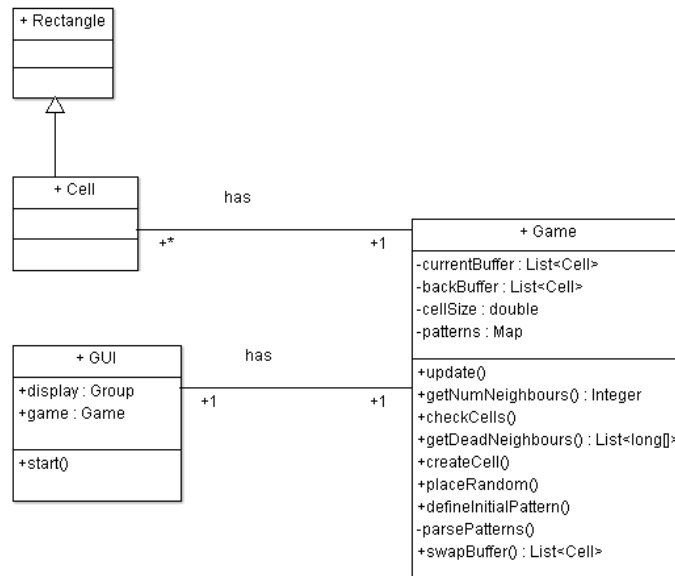 + Rectangle
+ Cell
has
+*
+1
+ Game
-currentBuffer : List<Cell>
-backBuffer : List<Cell>
-cellSize : double
-patterns : Map
+update()
+getNumNeighbours() : Integer
+checkCells()
+getDeadNeighbours() : List<long[]>
+createCell()
+placeRandom()
+defineInitialPattern()
-parsePatterns()
+swapBuffer() : List<Cell>
+ GUI
+display : Group
+game : Game
+start()
has
+1
+1